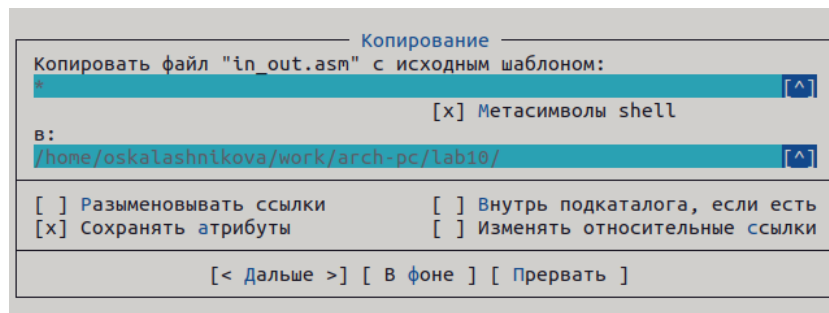 Копирование
Копировать файл "in_out.asm" с исходным шаблоном:
* [^]
[x] Метасимволы shell
в:
/home/oskalashnikova/work/arch-pc/lab10/ [^]
[ ] Разыменовывать ссылки [ ] Внутрь подкаталога, если есть
[x] Сохранять атрибуты [ ] Изменять относительные ссылки
[< Дальше >] [ В фоне ] [ Прервать ]